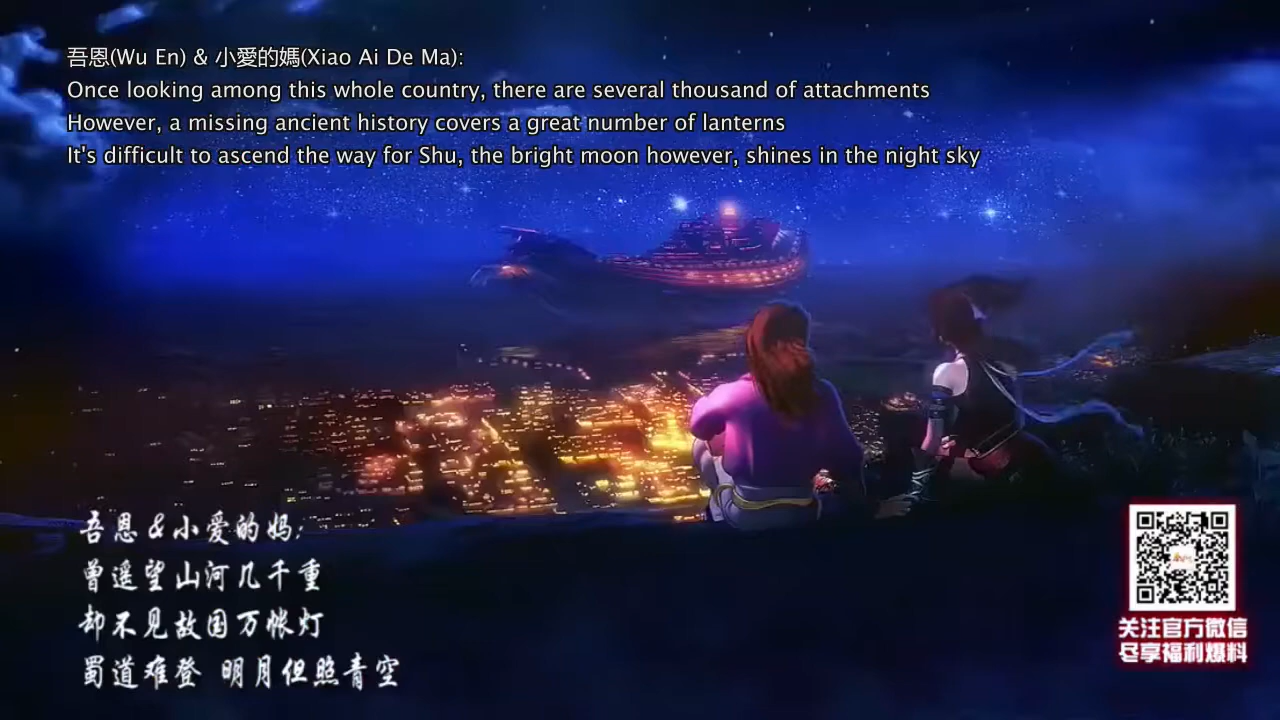 吾恩(Wu En) & 小愛的媽(Xiao Ai De Ma):
Once looking among this whole country, there are several thousand of attachments
However, a missing ancient history covers a great number of lanterns
It's difficult to ascend the way for Shu, the bright moon however, shines in the night sky
吾恩&小爱的妈:
曾遥望山河几千重
却不见故国万帐灯
蜀道难登 明月但照青空
关注官方微信
尽享福利爆料